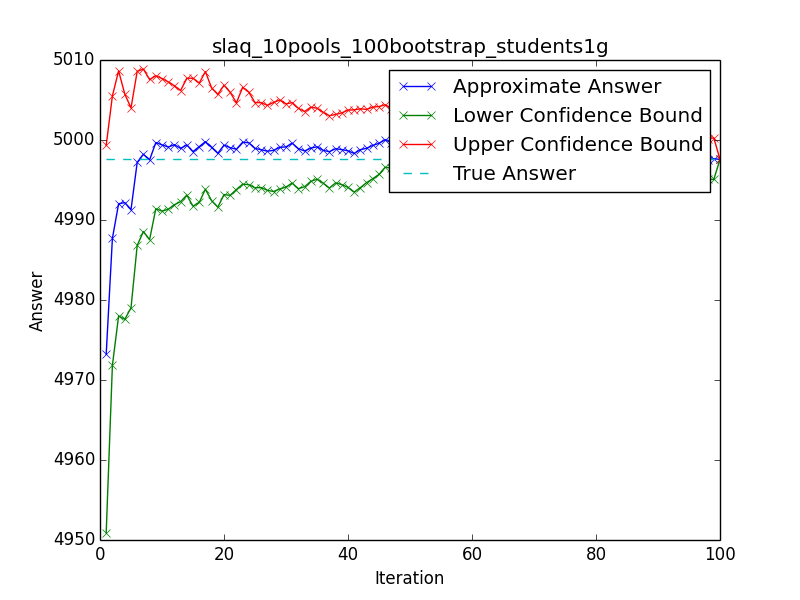 slaq_10pools_100bootstrap_students1g
5010
5000
4990
4980
4970
4960
4950
Answer
Approximate Answer
Lower Confidence Bound
Upper Confidence Bound
True Answer
0 20 40 60 80 100
Iteration